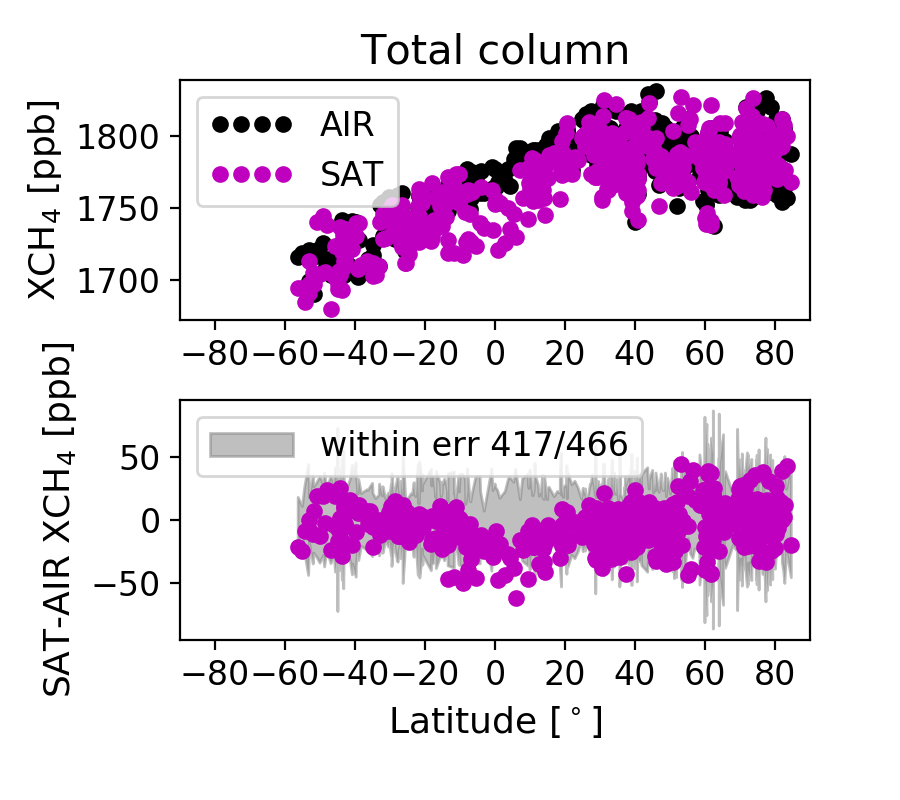 Total column
XCH₄ [ppb]
1800
1750
1700
AIR
SAT
−80 −60 −40 −20 0 20 40 60 80
SAT-AIR XCH₄ [ppb]
50
0
−50
within err 417/466
−80 −60 −40 −20 0 20 40 60 80
Latitude [°]